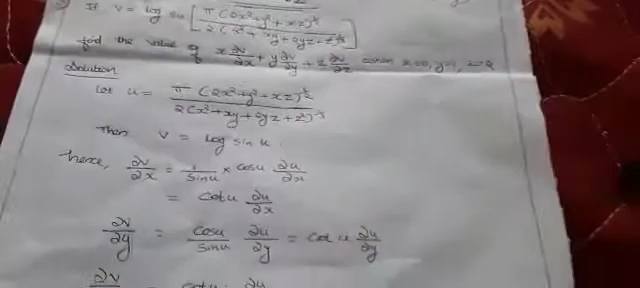 If V = log sin [ π(2x²+y²+xz)^½ / 2(x²+xy+2yz+z²)^⅓ ]
find the value of x ∂v/∂x + y ∂v/∂y + z ∂v/∂z when x=0, y=1, z=2
Solution
Let u = π (2x²+y²+xz)^½ / 2(x²+xy+2yz+z²)^⅓
Then V = log sin u.
hence, ∂v/∂x = 1/sinu × cosu ∂u/∂x
= cotu ∂u/∂x
∂v/∂y = cosu/sinu ∂u/∂y = cot u ∂u/∂y
∂v = cotu ∂u